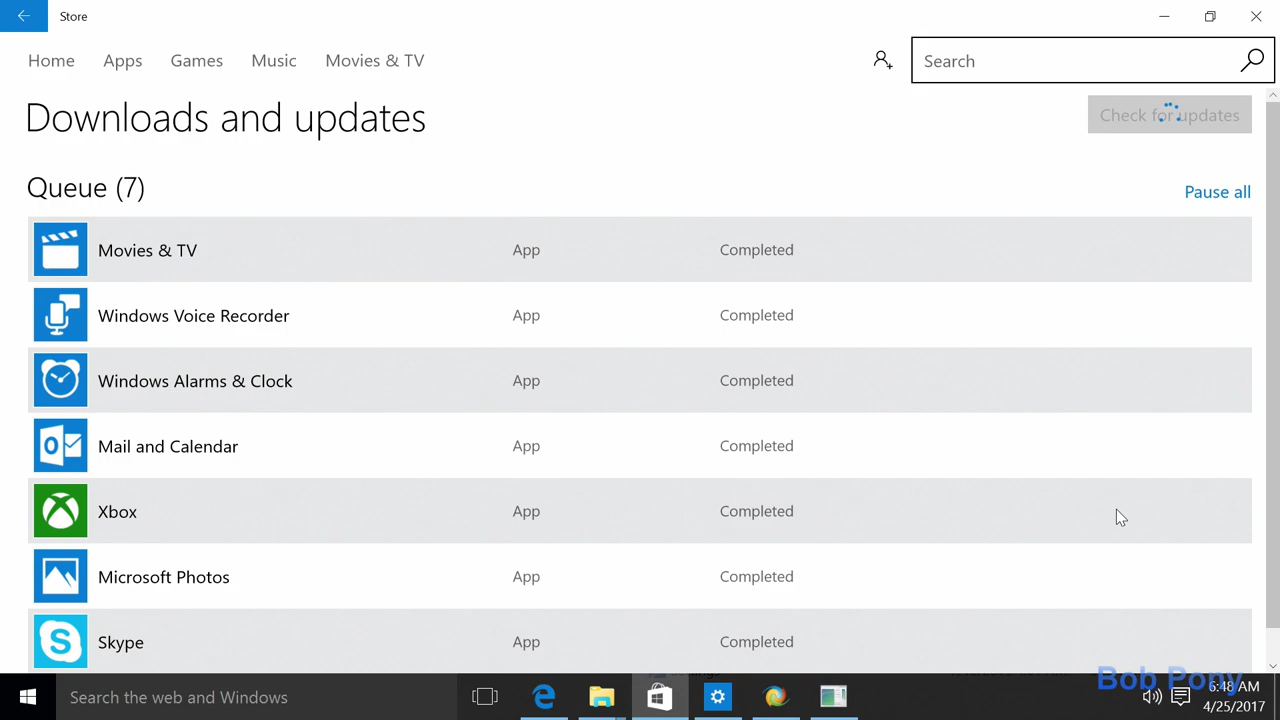 Store
Home Apps Games Music Movies & TV Search
Downloads and updates Check for updates
Queue (7) Pause all
Movies & TV App Completed
Windows Voice Recorder App Completed
Windows Alarms & Clock App Completed
Mail and Calendar App Completed
Xbox App Completed
Microsoft Photos App Completed
Skype App Completed
Bob Pony
Search the web and Windows 6:48 AM
4/25/2017